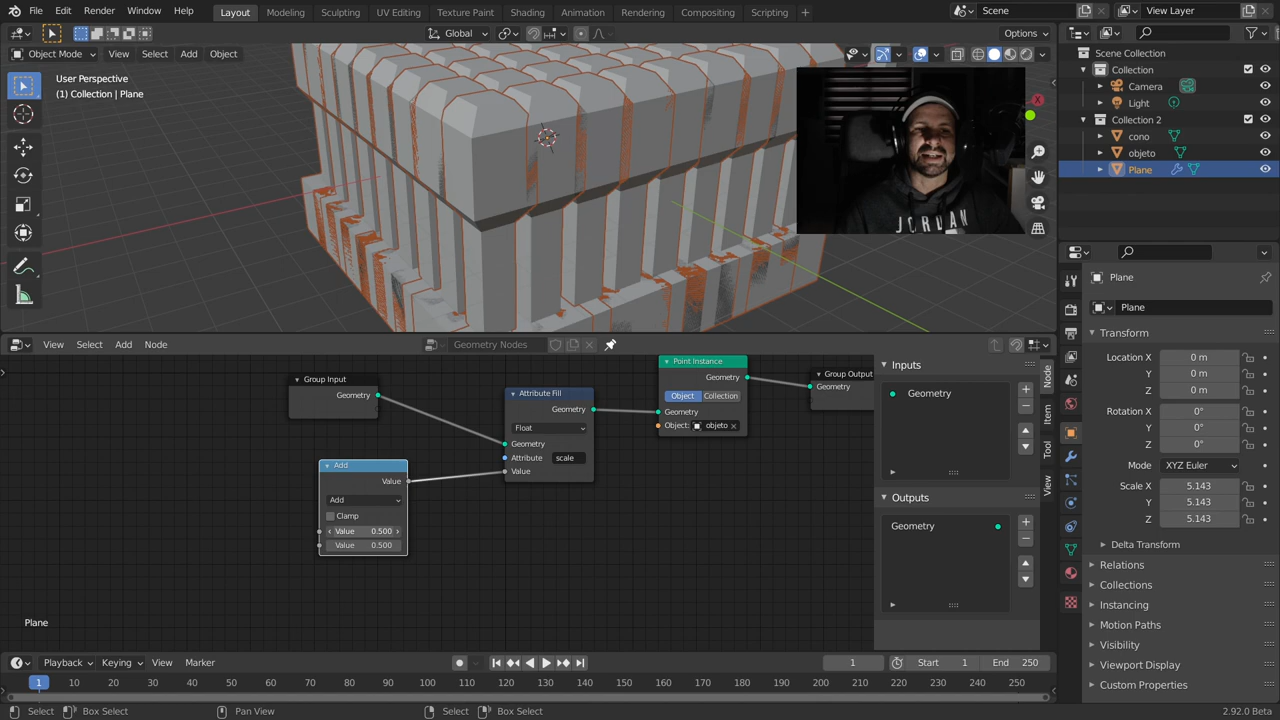 File Edit Render Window Help Layout Modeling Sculpting UV Editing Texture Paint Shading Animation Rendering Compositing Scripting + Scene View Layer
Global Options
Object Mode View Select Add Object
User Perspective
(1) Collection | Plane
JORDAN
X
Scene Collection
Collection
Camera
Light
Collection 2
cono
objeto
Plane
View Select Add Node Geometry Nodes
Group Input
Geometry
Add
Value
Add
Clamp
Value 0.500
Value 0.500
Attribute Fill
Geometry
Float
Geometry
Attribute scale
Value
Point Instance
Geometry
Object Collection
Geometry
Object: objeto
Group Output
Geometry
Plane
Inputs
Geometry
Outputs
Geometry
Node
Item
Tool
View
Plane
Plane
Transform
Location X 0 m
Y 0 m
Z 0 m
Rotation X 0°
Y 0°
Z 0°
Mode XYZ Euler
Scale X 5.143
Y 5.143
Z 5.143
Delta Transform
Relations
Collections
Instancing
Motion Paths
Visibility
Viewport Display
Custom Properties
Playback Keying View Marker 1 Start 1 End 250
1 10 20 30 40 50 60 70 80 90 100 110 120 130 140 150 160 170 180 190 200 210 220 230 240 250
Select Box Select Pan View Select Box Select 2.92.0 Beta